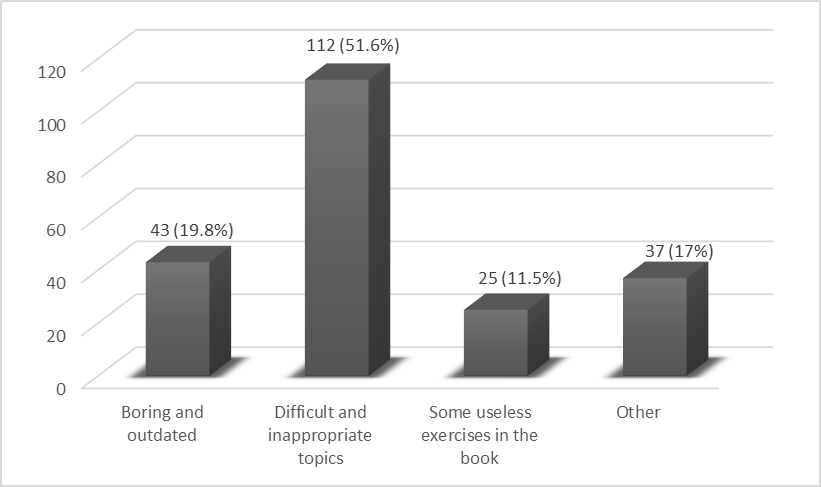 112 (51.6%)
120
100
80
43 (19.8%)
60
37 (17%)
25 (11.5%)
40
20
0
Boring and
outdated
Difficult and
inappropriate
topics
Some useless
exercises in the
book
Other